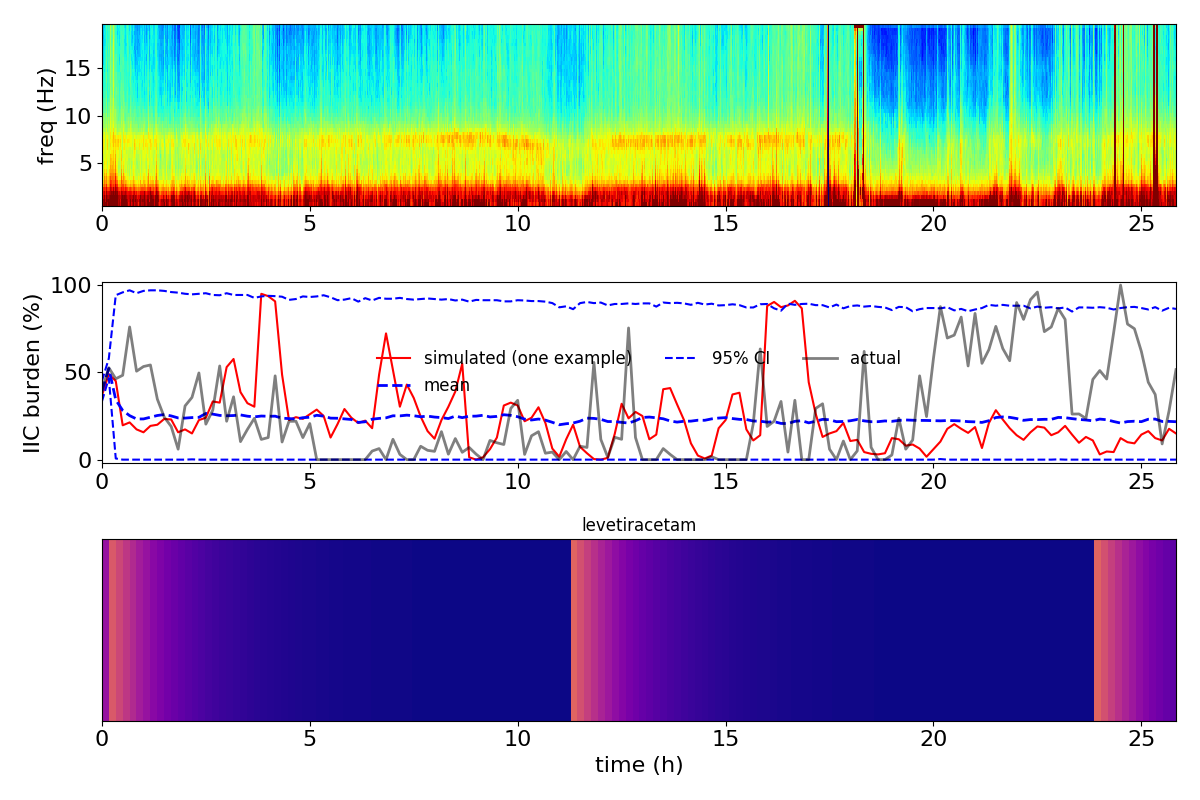 freq (Hz)
15
10
5
0 5 10 15 20 25
IIC burden (%)
100
50
0
simulated (one example) 95% CI actual
mean
0 5 10 15 20 25
levetiracetam
0 5 10 15 20 25
time (h)